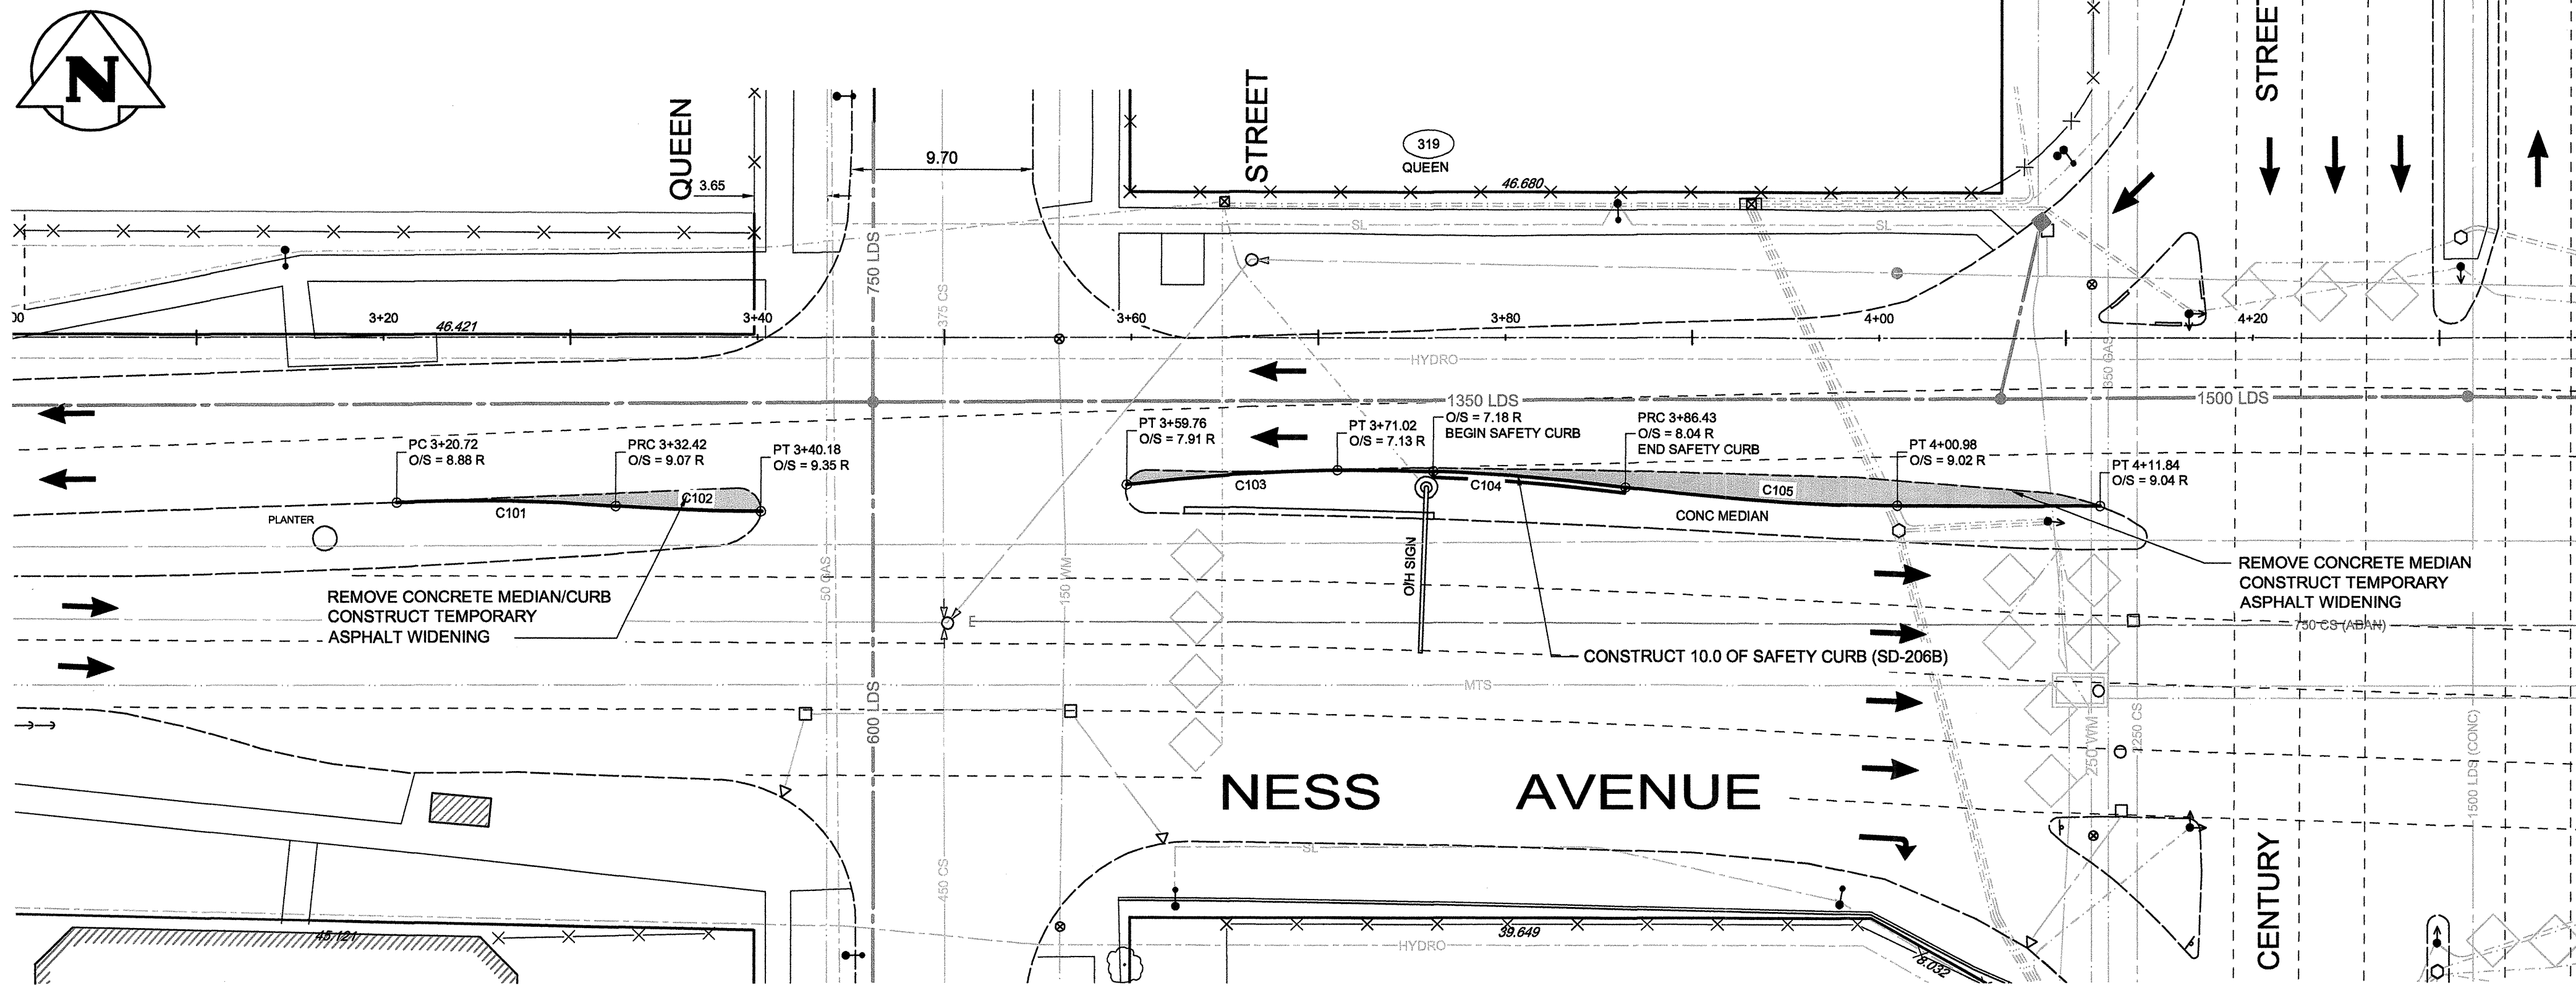 N
QUEEN
STREET
STREET
319
QUEEN
9.70
3.65
46.680
SL
SL
750 LDS
375 CS
00
3+20
46.421
3+40
3+60
3+80
4+00
4+20
HYDRO
350 GAS
1350 LDS
1500 LDS
PC 3+20.72
O/S = 8.88 R
PRC 3+32.42
O/S = 9.07 R
PT 3+40.18
O/S = 9.35 R
PT 3+59.76
O/S = 7.91 R
PT 3+71.02
O/S = 7.13 R
O/S = 7.18 R
BEGIN SAFETY CURB
PRC 3+86.43
O/S = 8.04 R
END SAFETY CURB
PT 4+00.98
O/S = 9.02 R
PT 4+11.84
O/S = 9.04 R
C101
C102
C103
C104
C105
PLANTER
CONC MEDIAN
O/H SIGN
50 GAS
150 WM
REMOVE CONCRETE MEDIAN/CURB
CONSTRUCT TEMPORARY
ASPHALT WIDENING
REMOVE CONCRETE MEDIAN
CONSTRUCT TEMPORARY
ASPHALT WIDENING
E
750 CS (ABAN)
CONSTRUCT 10.0 OF SAFETY CURB (SD-206B)
MTS
600 LDS
250 WM
2250 CS
1500 LDS (CONC)
NESS AVENUE
SL
450 CS
CENTURY
45.121
39.649
HYDRO
78.032